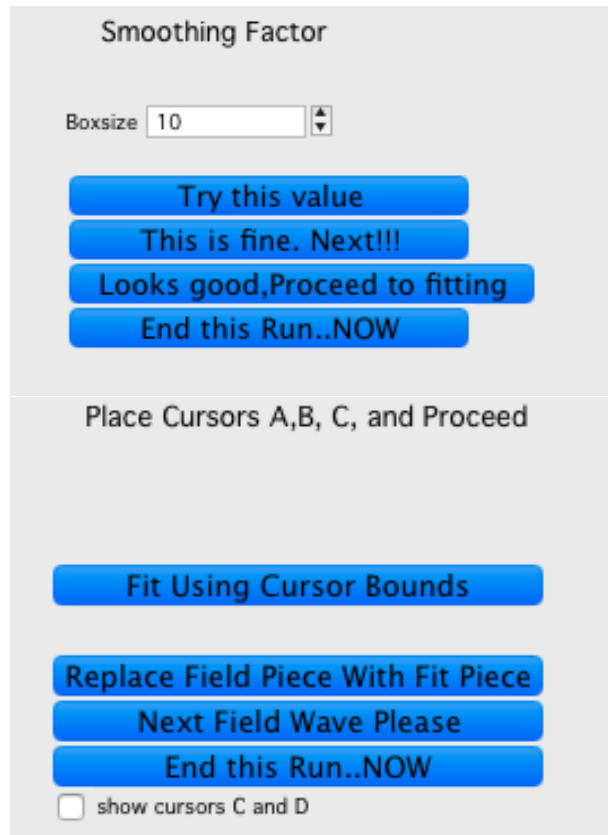 Smoothing Factor
Boxsize 10
Try this value
This is fine. Next!!!
Looks good,Proceed to fitting
End this Run..NOW
Place Cursors A,B, C, and Proceed
Fit Using Cursor Bounds
Replace Field Piece With Fit Piece
Next Field Wave Please
End this Run..NOW
show cursors C and D